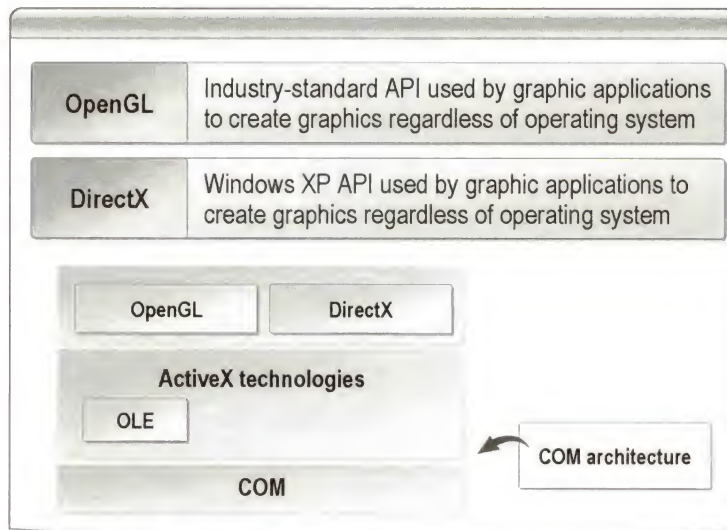 OpenGL
Industry-standard API used by graphic applications
to create graphics regardless of operating system
DirectX
Windows XP API used by graphic applications to
create graphics regardless of operating system
OpenGL
DirectX
ActiveX technologies
OLE
COM architecture
COM